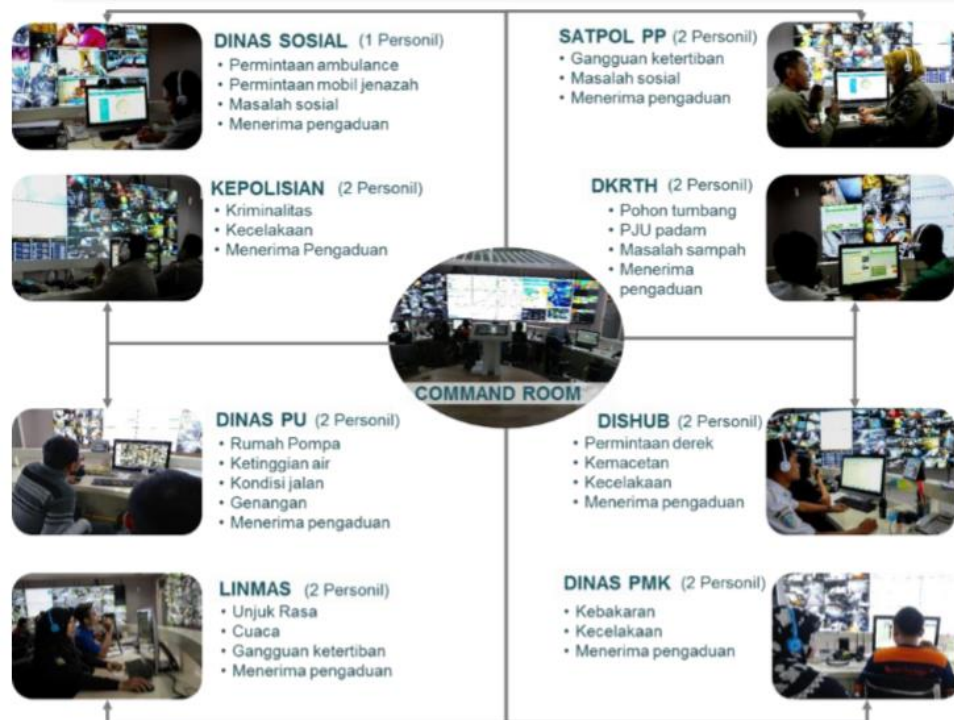 DINAS SOSIAL (1 Personil)
• Permintaan ambulance
• Permintaan mobil jenazah
• Masalah sosial
• Menerima pengaduan
SATPOL PP (2 Personil)
• Gangguan ketertiban
• Masalah sosial
• Menerima pengaduan
KEPOLISIAN (2 Personil)
• Kriminalitas
• Kecelakaan
• Menerima Pengaduan
DKRTH (2 Personil)
• Pohon tumbang
• PJU padam
• Masalah sampah
• Menerima
pengaduan
COMMAND ROOM
DINAS PU (2 Personil)
• Rumah Pompa
• Ketinggian air
• Kondisi jalan
• Genangan
• Menerima pengaduan
DISHUB (2 Personil)
• Permintaan derek
• Kemacetan
• Kecelakaan
• Menerima pengaduan
LINMAS (2 Personil)
• Unjuk Rasa
• Cuaca
• Gangguan ketertiban
• Menerima pengaduan
DINAS PMK (2 Personil)
• Kebakaran
• Kecelakaan
• Menerima pengaduan